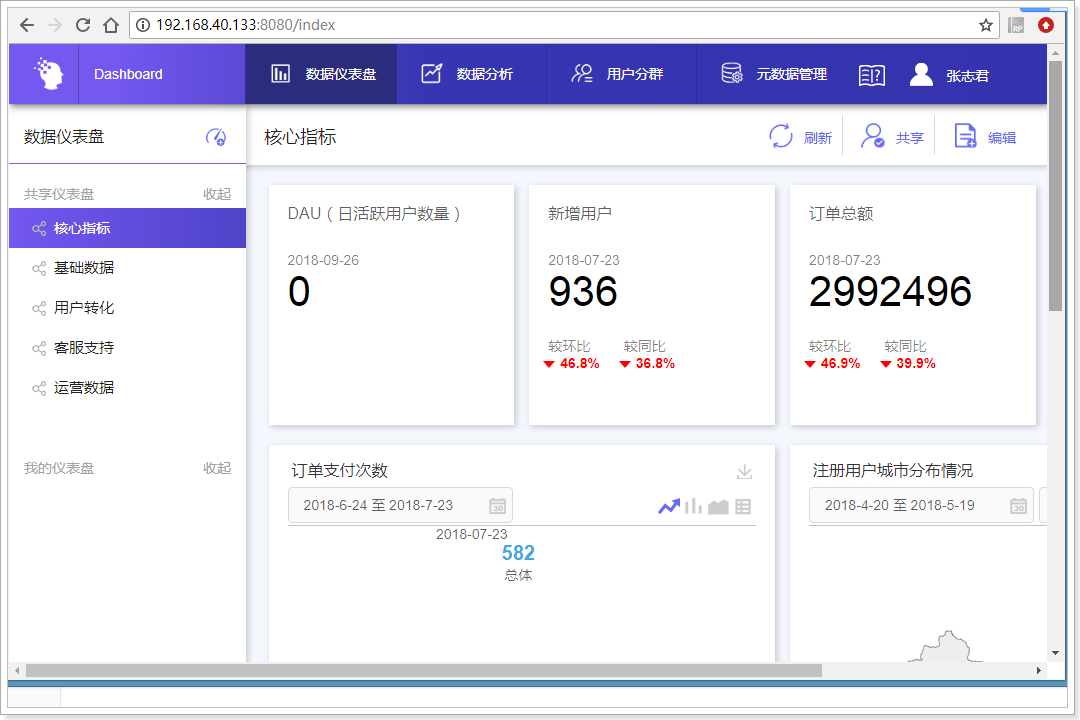 192.168.40.133:8080/index
Dashboard
数据仪表盘
数据分析
用户分群
元数据管理
张志君
数据仪表盘
核心指标
刷新
共享
编辑
共享仪表盘 收起
核心指标
基础数据
用户转化
客服支持
运营数据
我的仪表盘 收起
DAU（日活跃用户数量）
2018-09-26
0
新增用户
2018-07-23
936
较环比 较同比
46.8% 36.8%
订单总额
2018-07-23
2992496
较环比 较同比
46.9% 39.9%
订单支付次数
2018-6-24 至 2018-7-23
30
2018-07-23
582
总体
注册用户城市分布情况
2018-4-20 至 2018-5-19
30